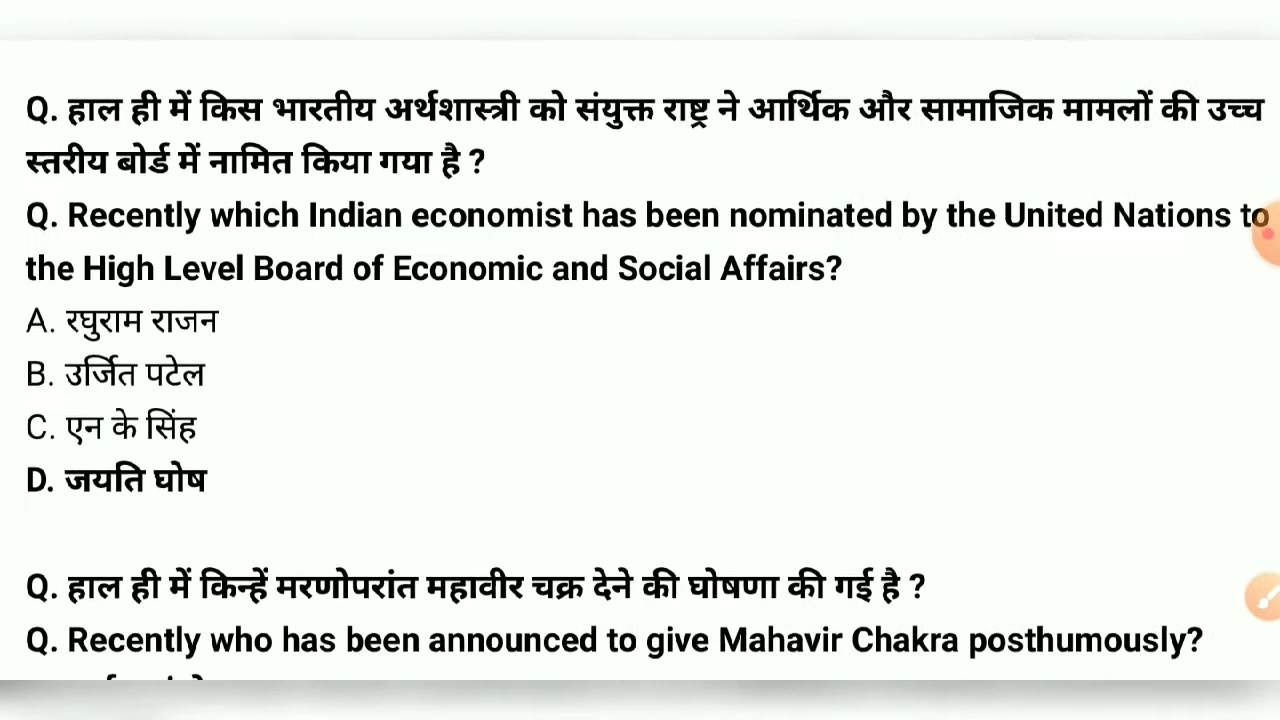 Q. हाल ही में किस भारतीय अर्थशास्त्री को संयुक्त राष्ट्र ने आर्थिक और सामाजिक मामलों की उच्च
स्तरीय बोर्ड में नामित किया गया है ?
Q. Recently which Indian economist has been nominated by the United Nations to
the High Level Board of Economic and Social Affairs?
A. रघुराम राजन
B. उर्जित पटेल
C. एन के सिंह
D. जयति घोष
Q. हाल ही में किन्हें मरणोपरांत महावीर चक्र देने की घोषणा की गई है ?
Q. Recently who has been announced to give Mahavir Chakra posthumously?